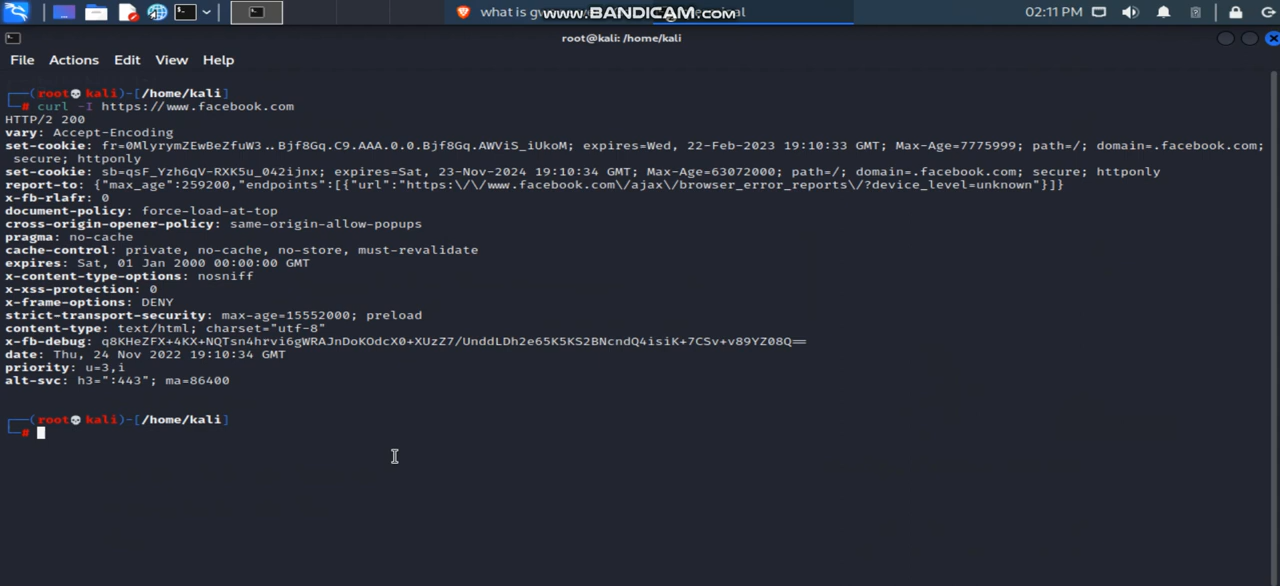 what is gw
www.BANDICAM.com
02:11 PM
root@kali: /home/kali
File Actions Edit View Help
┌──(root💀kali)-[/home/kali]
└─# curl -I https://www.facebook.com
HTTP/2 200
vary: Accept-Encoding
set-cookie: fr=0MlyrymZEwBeZfuW3..Bjf8Gq.C9.AAA.0.0.Bjf8Gq.AWViS_iUkoM; expires=Wed, 22-Feb-2023 19:10:33 GMT; Max-Age=7775999; path=/; domain=.facebook.com;
secure; httponly
set-cookie: sb=qsF_Yzh6qV-RXK5u_042ijnx; expires=Sat, 23-Nov-2024 19:10:34 GMT; Max-Age=63072000; path=/; domain=.facebook.com; secure; httponly
report-to: {"max_age":259200,"endpoints":[{"url":"https:\/\/www.facebook.com\/ajax\/browser_error_reports\/?device_level=unknown"}]}
x-fb-rlafr: 0
document-policy: force-load-at-top
cross-origin-opener-policy: same-origin-allow-popups
pragma: no-cache
cache-control: private, no-cache, no-store, must-revalidate
expires: Sat, 01 Jan 2000 00:00:00 GMT
x-content-type-options: nosniff
x-xss-protection: 0
x-frame-options: DENY
strict-transport-security: max-age=15552000; preload
content-type: text/html; charset="utf-8"
x-fb-debug: q8KHeZFX+4KX+NQTsn4hrvi6gWRAJnDoKOdcX0+XUzZ7/UnddLDh2e65K5KS2BNcndQ4isiK+7CSv+v89YZ08Q==
date: Thu, 24 Nov 2022 19:10:34 GMT
priority: u=3,i
alt-svc: h3=":443"; ma=86400
┌──(root💀kali)-[/home/kali]
└─#